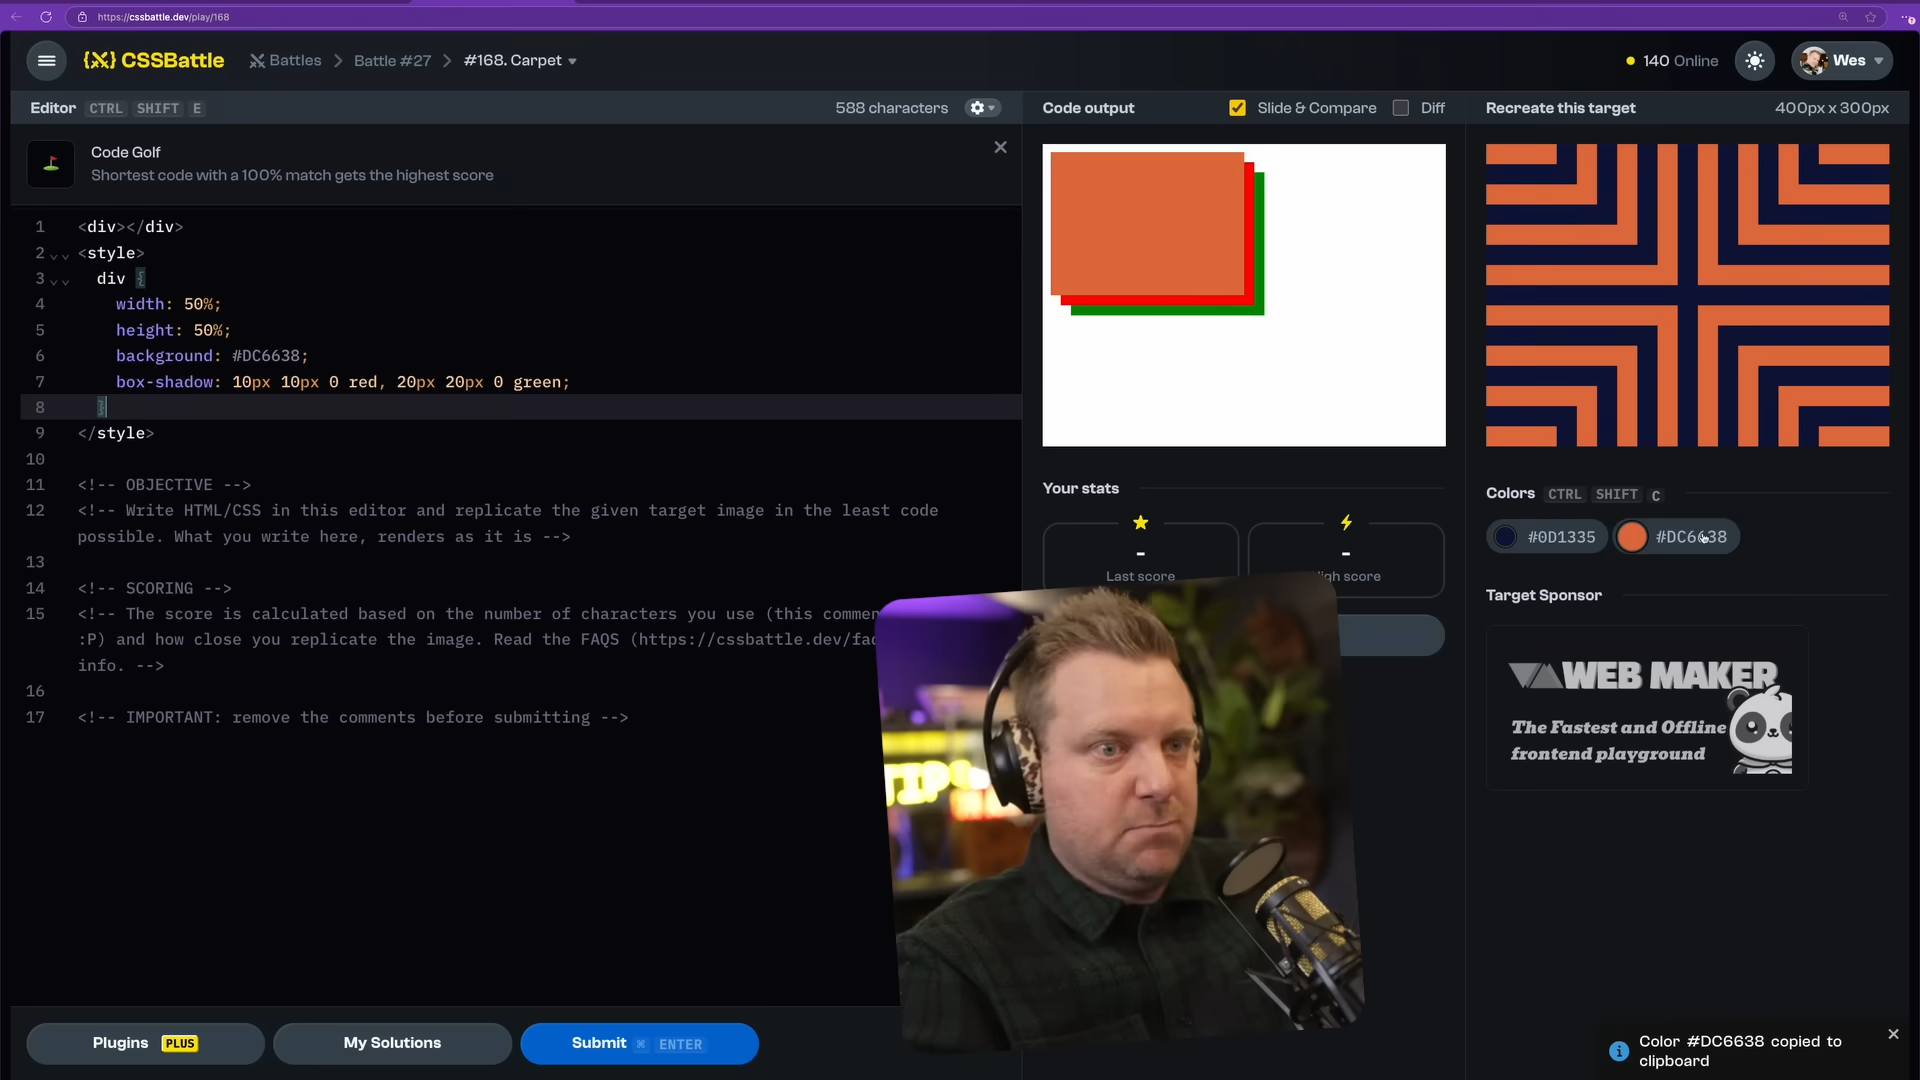 https://cssbattle.dev/play/168
{X} CSSBattle
Battles > Battle #27 > #168. Carpet
140 Online
Wes
Editor CTRL SHIFT E
588 characters
Code output
Slide & Compare
Diff
Recreate this target
400px x 300px
Code Golf
Shortest code with a 100% match gets the highest score
1 <div></div>
2 <style>
3 div {
4 width: 50%;
5 height: 50%;
6 background: #DC6638;
7 box-shadow: 10px 10px 0 red, 20px 20px 0 green;
8 }
9 </style>
10
11 <!-- OBJECTIVE -->
12 <!-- Write HTML/CSS in this editor and replicate the given target image in the least code
possible. What you write here, renders as it is -->
13
14 <!-- SCORING -->
15 <!-- The score is calculated based on the number of characters you use (this commen
:P) and how close you replicate the image. Read the FAQS (https://cssbattle.dev/fac
info. -->
16
17 <!-- IMPORTANT: remove the comments before submitting -->
Your stats
-
Last score
-
High score
Colors CTRL SHIFT C
#0D1335
#DC6638
Target Sponsor
WEB MAKER
The Fastest and Offline
frontend playground
Plugins PLUS
My Solutions
Submit ⌘ ENTER
Color #DC6638 copied to
clipboard